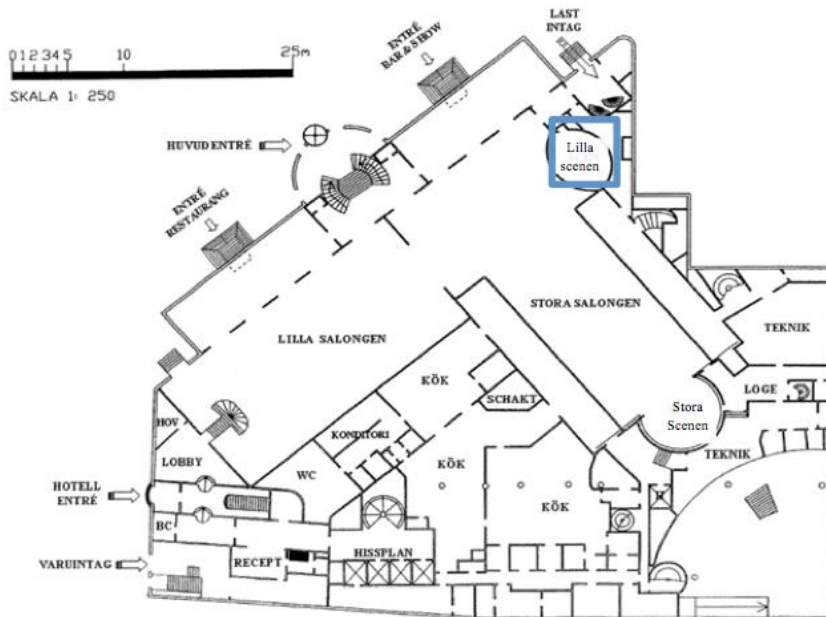 LAST
INTAG
0 1 2 3 4 5 10 25m
SKALA 1: 250
ENTRÉ
BAR & SHOW
HUVUDENTRÉ
Lilla
scenen
ENTRÉ
RESTAURANG
STORA SALONGEN
TEKNIK
LILLA SALONGEN
KÖK
LOGE
SCHAKT
Stora
Scenen
HOV
KONDITORI
TEKNIK
LOBBY
WC
KÖK
HOTELL
ENTRÉ
KÖK
BC
HISSPLAN
VARUINTAG
RECEPT